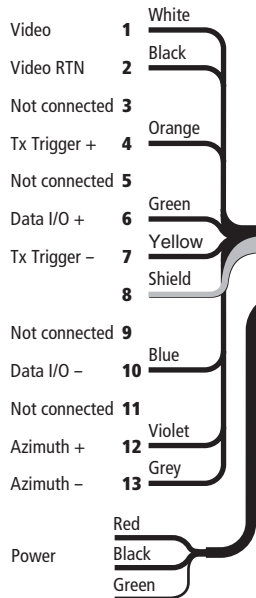 Video 1 White
Video RTN 2 Black
Not connected 3
Tx Trigger + 4 Orange
Not connected 5
Data I/O + 6 Green
Tx Trigger – 7 Yellow
8 Shield
Not connected 9
Data I/O – 10 Blue
Not connected 11
Azimuth + 12 Violet
Azimuth – 13 Grey
Red
Power Black
Green